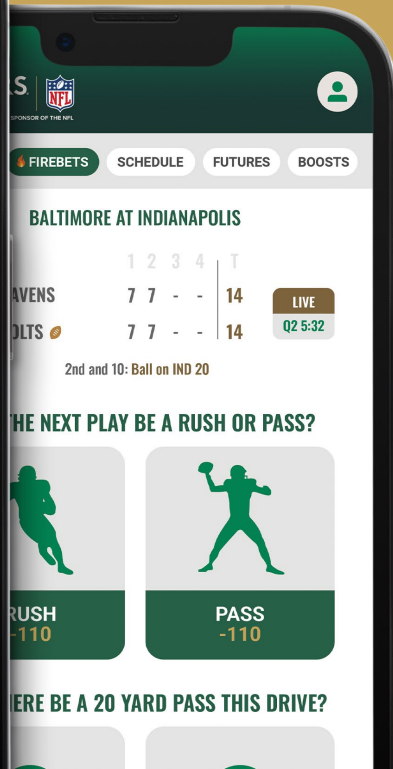 NFL
SPONSOR OF THE NFL
FIREBETS SCHEDULE FUTURES BOOSTS
BALTIMORE AT INDIANAPOLIS
1 2 3 4 T
AVENS 7 7 - - 14
LIVE
OLTS 7 7 - - 14
Q2 5:32
2nd and 10: Ball on IND 20
THE NEXT PLAY BE A RUSH OR PASS?
RUSH PASS
-110 -110
HERE BE A 20 YARD PASS THIS DRIVE?